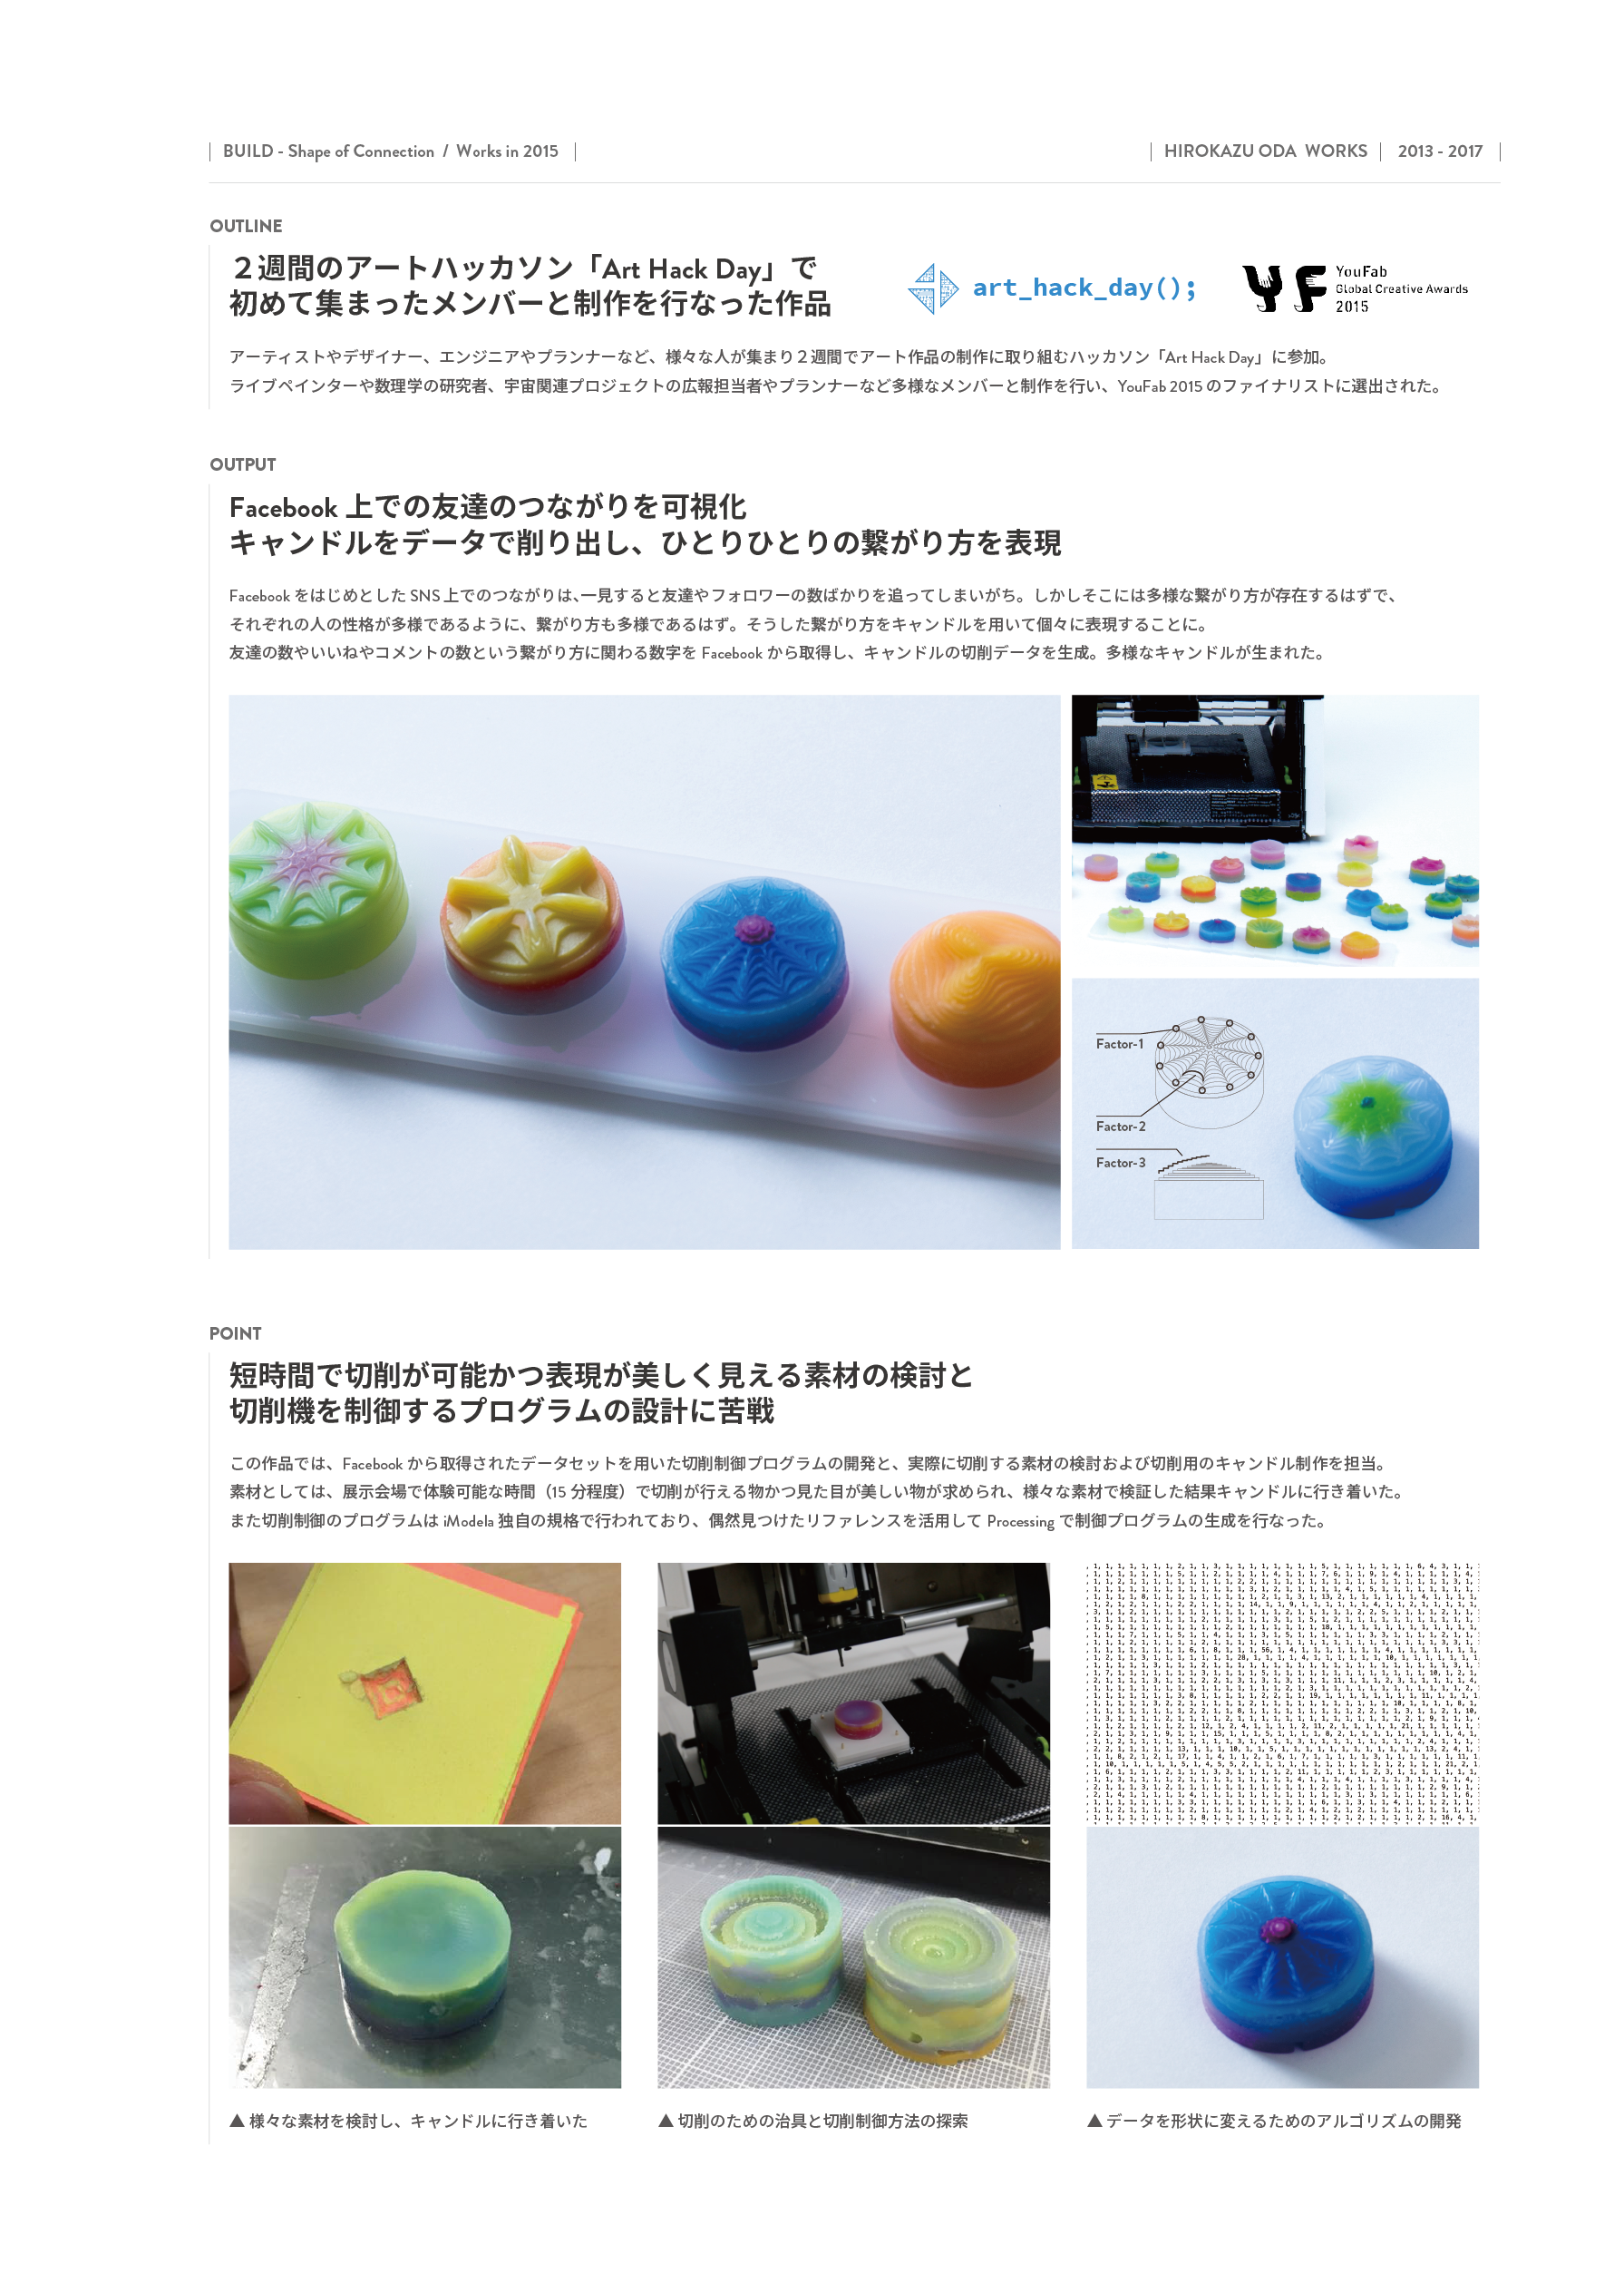 BUILD - Shape of Connection / Works in 2015
HIROKAZU ODA WORKS
2013 - 2017
OUTLINE
２週間のアートハッカソン「Art Hack Day」で
初めて集まったメンバーと制作を行なった作品
art_hack_day();
YF
YouFab
Global Creative Awards
2015
アーティストやデザイナー、エンジニアやプランナーなど、様々な人が集まり２週間でアート作品の制作に取り組むハッカソン「Art Hack Day」に参加。
ライブペインターや数理学の研究者、宇宙関連プロジェクトの広報担当者やプランナーなど多様なメンバーと制作を行い、YouFab 2015 のファイナリストに選出された。
OUTPUT
Facebook 上での友達のつながりを可視化
キャンドルをデータで削り出し、ひとりひとりの繋がり方を表現
Facebook をはじめとした SNS 上でのつながりは、一見すると友達やフォロワーの数ばかりを追ってしまいがち。しかしそこには多様な繋がり方が存在するはずで、
それぞれの人の性格が多様であるように、繋がり方も多様であるはず。そうした繋がり方をキャンドルを用いて個々に表現することに。
友達の数やいいねやコメントの数という繋がり方に関わる数字を Facebook から取得し、キャンドルの切削データを生成。多様なキャンドルが生まれた。
Factor-1
Factor-2
Factor-3
POINT
短時間で切削が可能かつ表現が美しく見える素材の検討と
切削機を制御するプログラムの設計に苦戦
この作品では、Facebook から取得されたデータセットを用いた切削制御プログラムの開発と、実際に切削する素材の検討および切削用のキャンドル制作を担当。
素材としては、展示会場で体験可能な時間（15 分程度）で切削が行える物かつ見た目が美しい物が求められ、様々な素材で検証した結果キャンドルに行き着いた。
また切削制御のプログラムは iModela 独自の規格で行われており、偶然見つけたリファレンスを活用して Processing で制御プログラムの生成を行なった。
▲ 様々な素材を検討し、キャンドルに行き着いた
▲ 切削のための治具と切削制御方法の探索
▲ データを形状に変えるためのアルゴリズムの開発